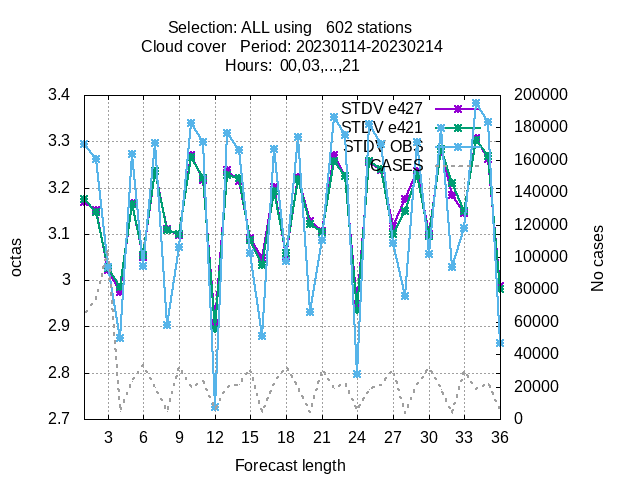 Selection: ALL using   602 stations
Cloud cover   Period: 20230114-20230214
Hours:  00,03,...,21
3.4
3.3
3.2
3.1
3
2.9
2.8
2.7
octas
STDV e427
STDV e421
STDV OBS
CASES
200000
180000
160000
140000
120000
100000
80000
60000
40000
20000
0
No cases
3 6 9 12 15 18 21 24 27 30 33 36
Forecast length